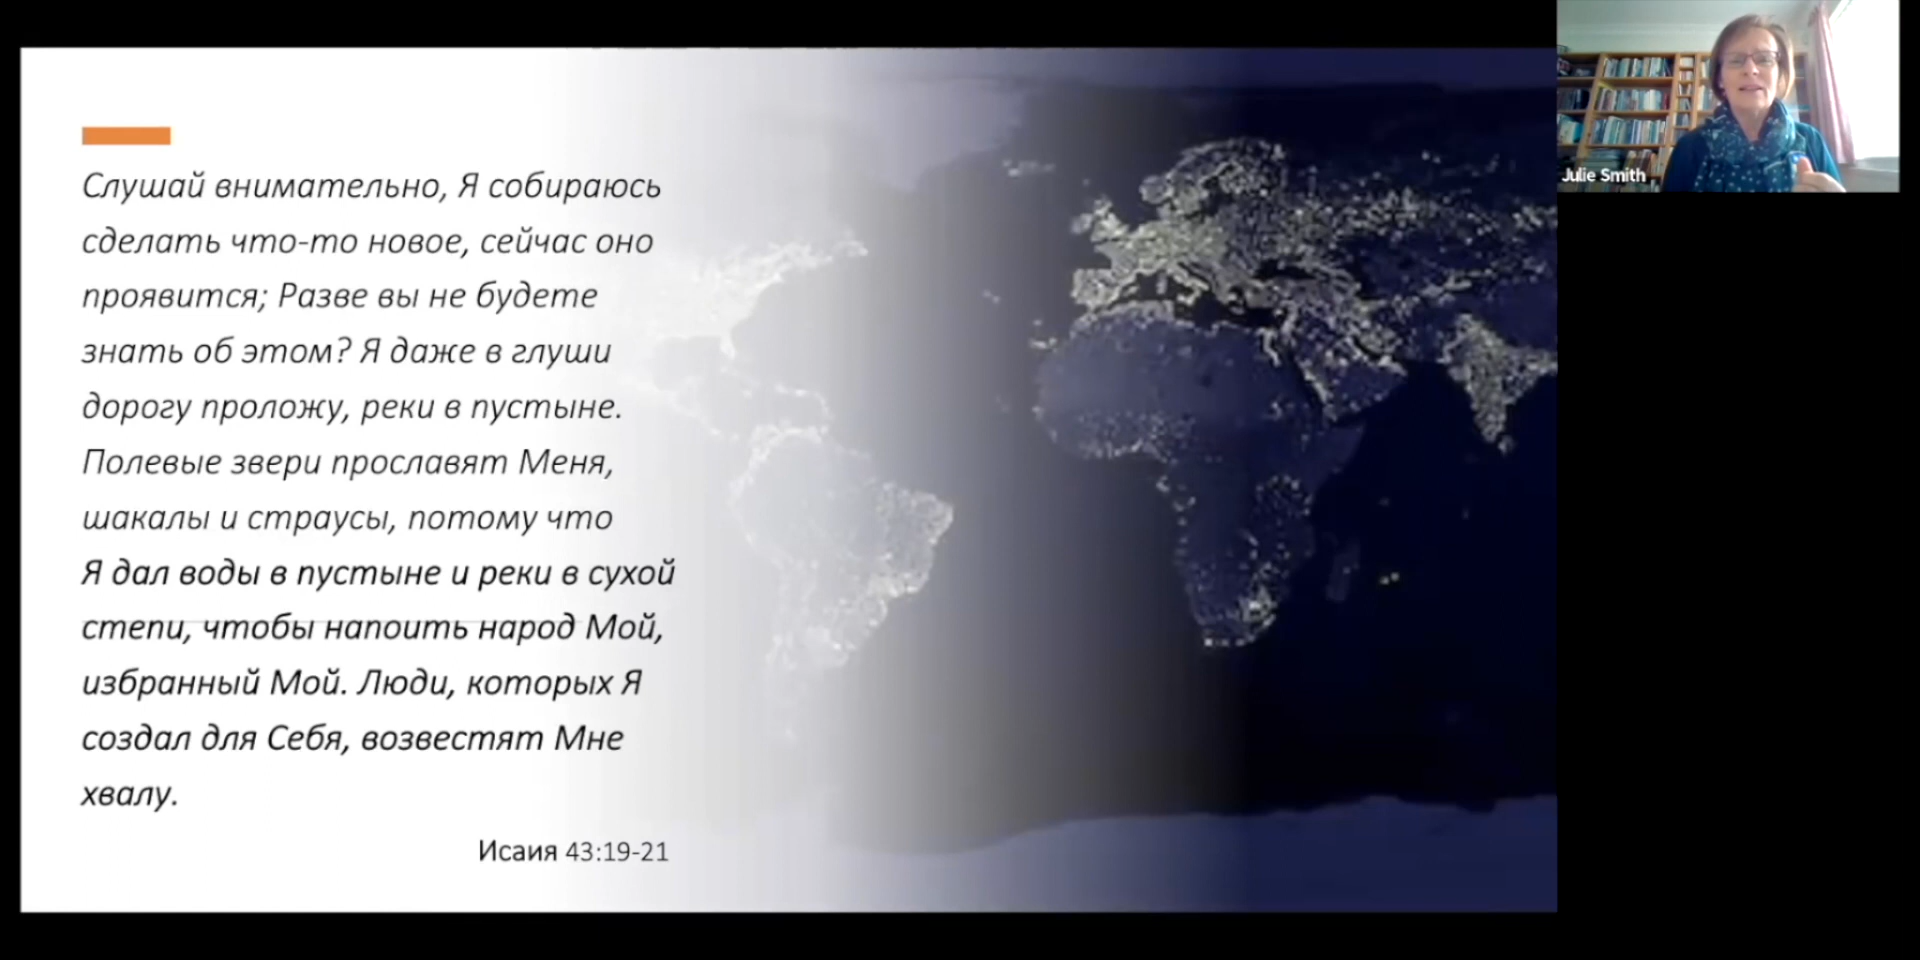 Слушай внимательно, Я собираюсь
сделать что-то новое, сейчас оно
проявится; Разве вы не будете
знать об этом? Я даже в глуши
дорогу проложу, реки в пустыне.
Полевые звери прославят Меня,
шакалы и страусы, потому что
Я дал воды в пустыне и реки в сухой
степи, чтобы напоить народ Мой,
избранный Мой. Люди, которых Я
создал для Себя, возвестят Мне
хвалу.
Исаия 43:19-21
Julie Smith